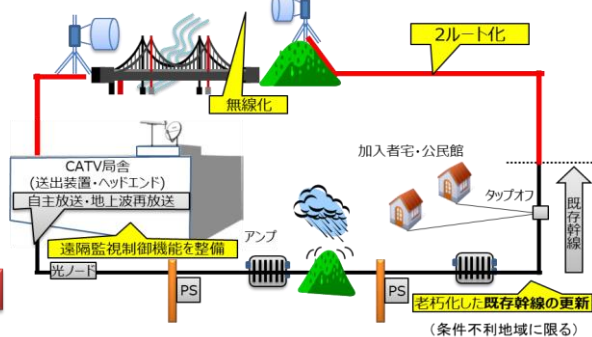 2ルート化
無線化
CATV局舎
(送出装置・ヘッドエンド)
自主放送・地上波再放送
加入者宅・公民館
タップオフ
既存幹線
遠隔監視制御機能を整備
アンプ
光ノード
PS
PS
老朽化した既存幹線の更新
(条件不利地域に限る)